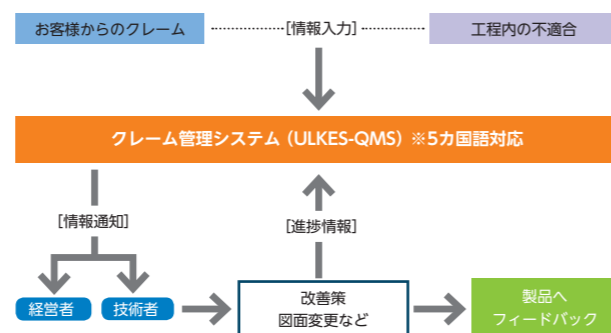 お客様からのクレーム
[情報入力]
工程内の不適合
クレーム管理システム（ULKES-QMS）※5カ国語対応
[情報通知]
[進捗情報]
経営者
技術者
改善策
図面変更など
製品へ
フィードバック